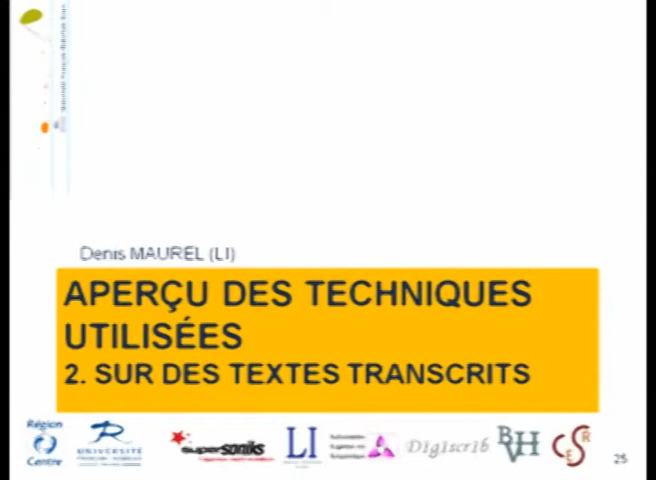 Denis MAUREL (LI)
APERÇU DES TECHNIQUES
UTILISÉES
2. SUR DES TEXTES TRANSCRITS
Région
Centre
UNIVERSITÉ
supersoniks
LI
Digiscrib
BVH
CESR
25